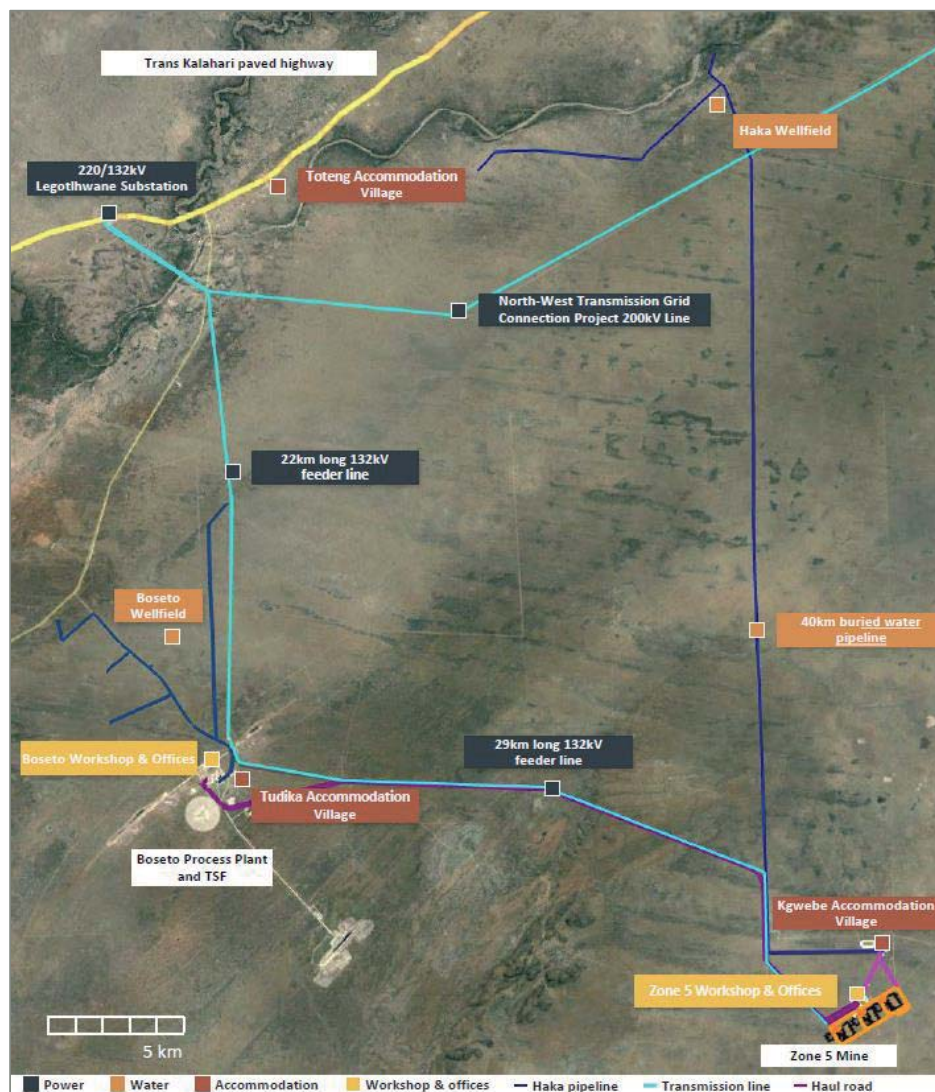 Trans Kalahari paved highway
Haka Wellfield
220/132kV
Legotlhwane Substation
Toteng Accommodation
Village
North-West Transmission Grid
Connection Project 200kV Line
22km long 132kV
feeder line
Boseto
Wellfield
40km buried water
pipeline
Boseto Workshop & Offices
29km long 132kV
feeder line
Tudika Accommodation
Village
Boseto Process Plant
and TSF
Kgwebe Accommodation
Village
Zone 5 Workshop & Offices
5 km
Zone 5 Mine
Power
Water
Accommodation
Workshop & offices
Haka pipeline
Transmission line
Haul road